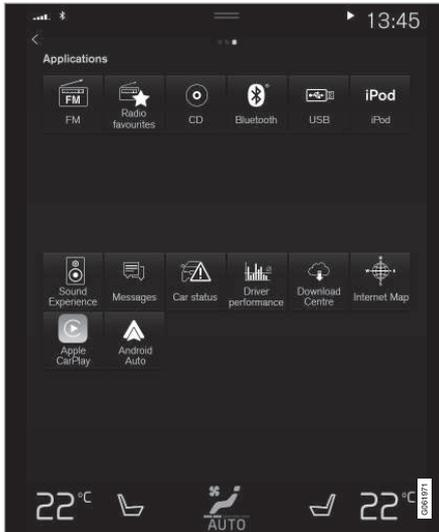 13:45
Applications
FM
FM
Radio
favourites
CD
Bluetooth
USB
iPod
iPod
Sound
Experience
Messages
Car status
Driver
performance
Download
Centre
Internet Map
Apple
CarPlay
Android
Auto
22°C
AUTO
22°C
G061971